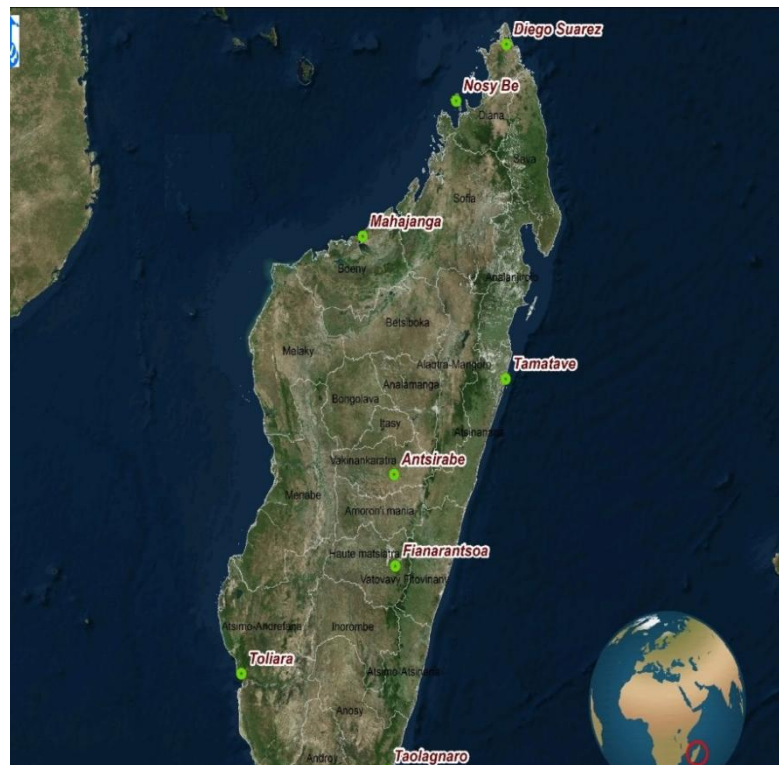 Diego Suarez
Nosy Be
Diana
Sava
Sofia
Mahajanga
Boeny
Analanjirofo
Betsiboka
Melaky
Alaotra-Mangoro
Tamatave
Analamanga
Bongolava
Itasy
Atsinanana
Vakinankaratra
Antsirabe
Menabe
Amoron'i mania
Haute matsiatra
Fianarantsoa
Vatovavy Fitovinany
Atsimo-Andrefana
Ihorombe
Toliara
Atsimo-Atsinana
Anosy
Androy
Taolagnaro